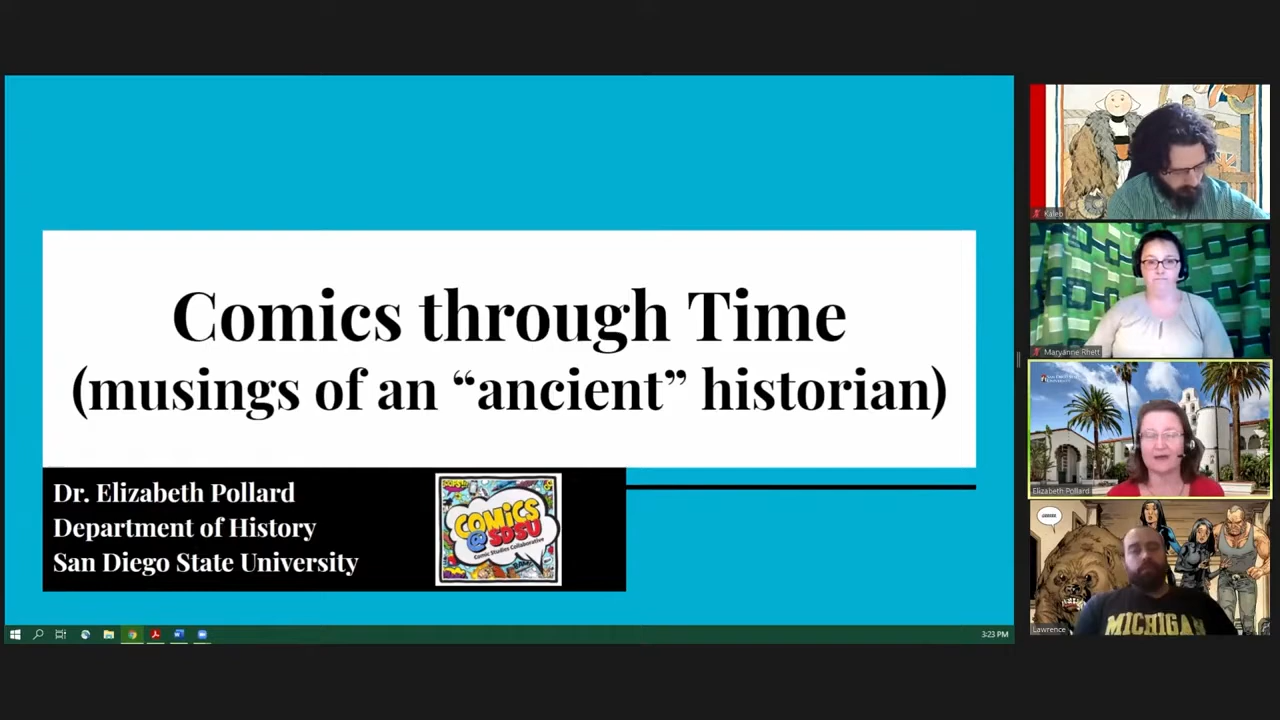 Comics through Time
(musings of an “ancient” historian)
Dr. Elizabeth Pollard
Department of History
San Diego State University
COMICS
@ SDSU
Comic Studies Collaborative
3:23 PM
Kaleb
Maryanne Rhett
Elizabeth Pollard
MICHIGAN
Lawrence